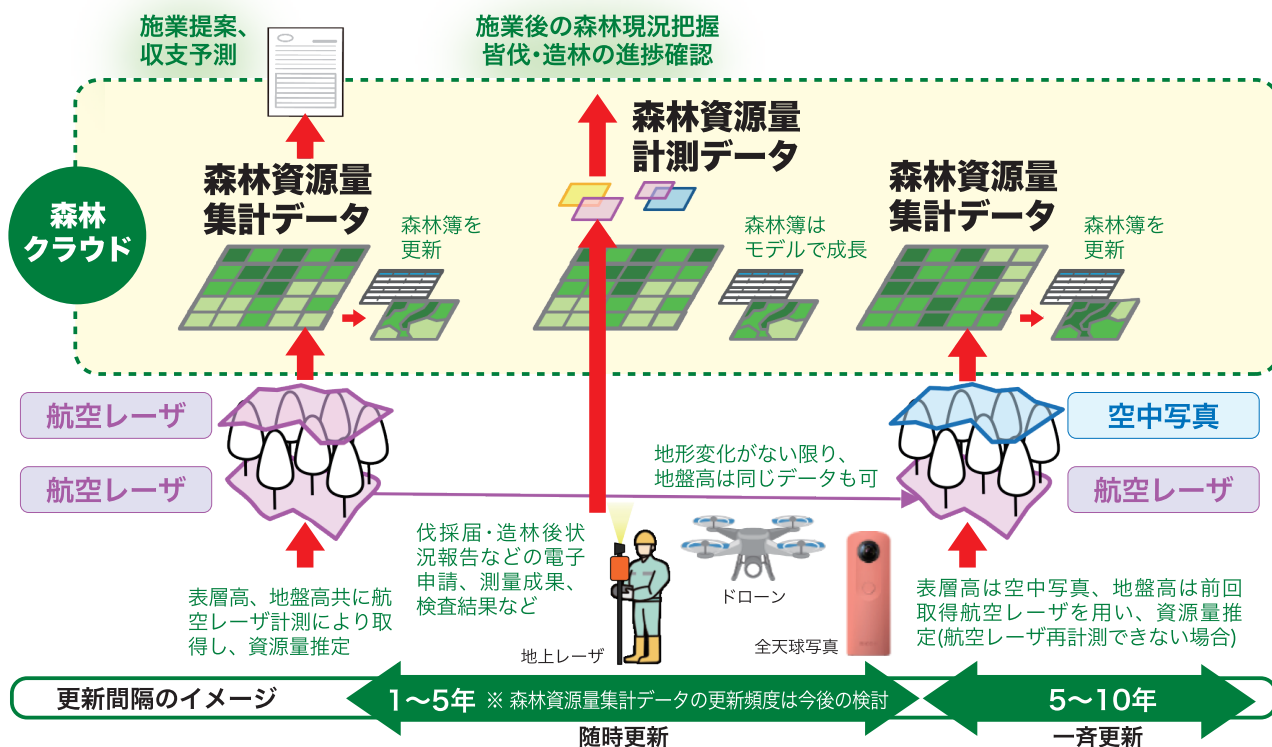 施業提案、
収支予測
施業後の森林現況把握
皆伐・造林の進捗確認
森林
クラウド
森林資源量
集計データ
森林簿を
更新
森林資源量
計測データ
森林簿は
モデルで成長
森林資源量
集計データ
森林簿を
更新
航空レーザ
航空レーザ
空中写真
航空レーザ
地形変化がない限り、
地盤高は同じデータも可
表層高、地盤高共に航
空レーザ計測により取
得し、資源量推定
伐採届・造林後状
況報告などの電子
申請、測量成果、
検査結果など
地上レーザ
ドローン
全天球写真
表層高は空中写真、地盤高は前回
取得航空レーザを用い、資源量推
定(航空レーザ再計測できない場合)
更新間隔のイメージ
1〜5年 ※ 森林資源量集計データの更新頻度は今後の検討
5〜10年
随時更新
一斉更新